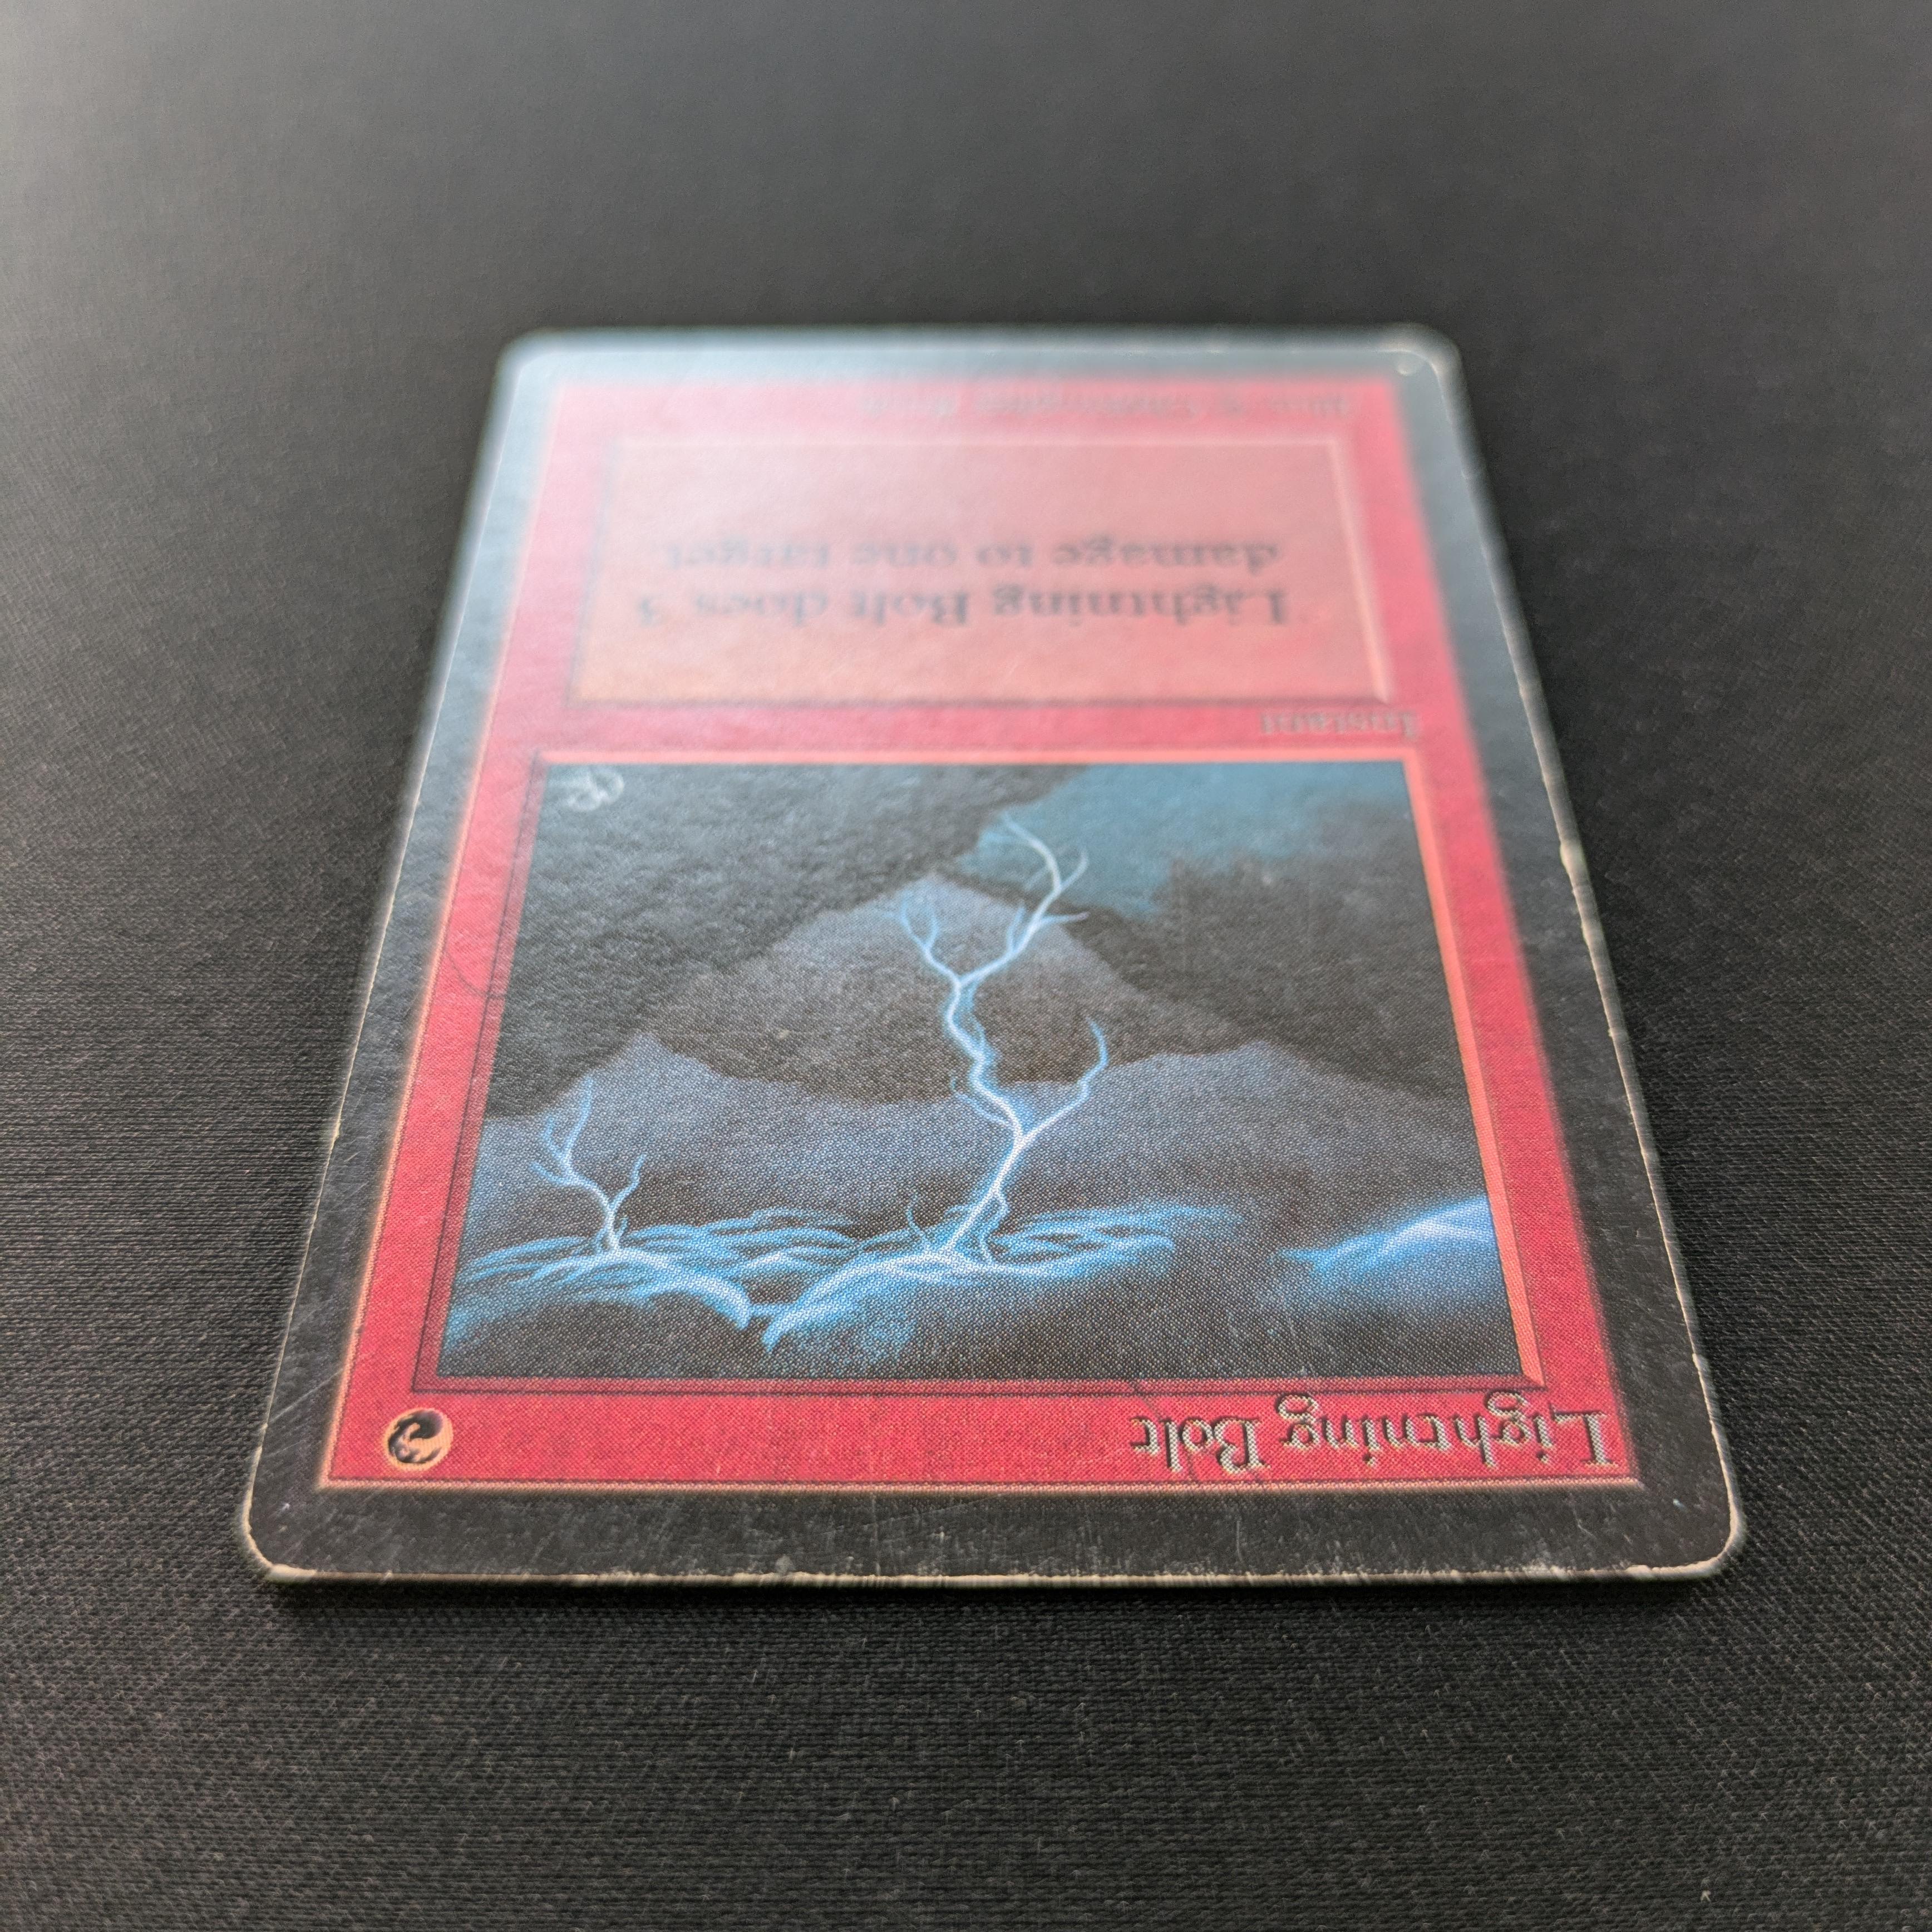 Lightning Bolt
Instant
Lightning Bolt does 3
damage to one target.